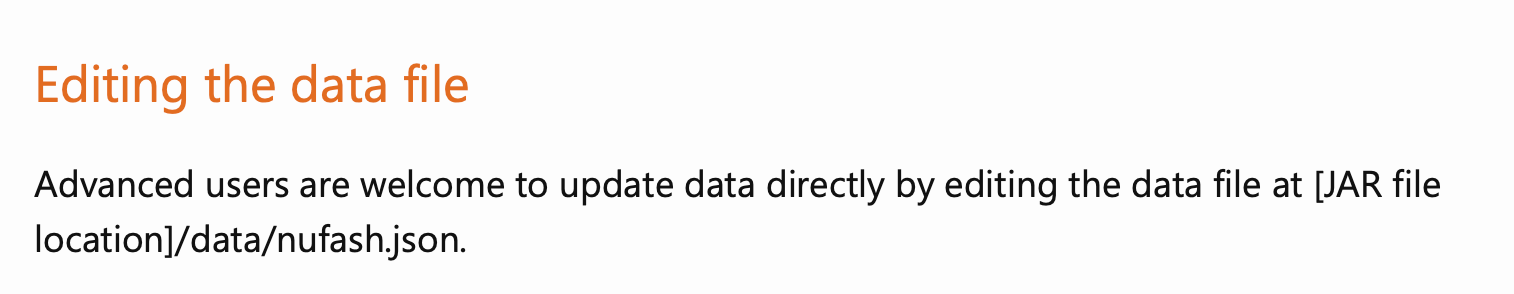 Editing the data file
Advanced users are welcome to update data directly by editing the data file at [JAR file
location]/data/nufash.json.